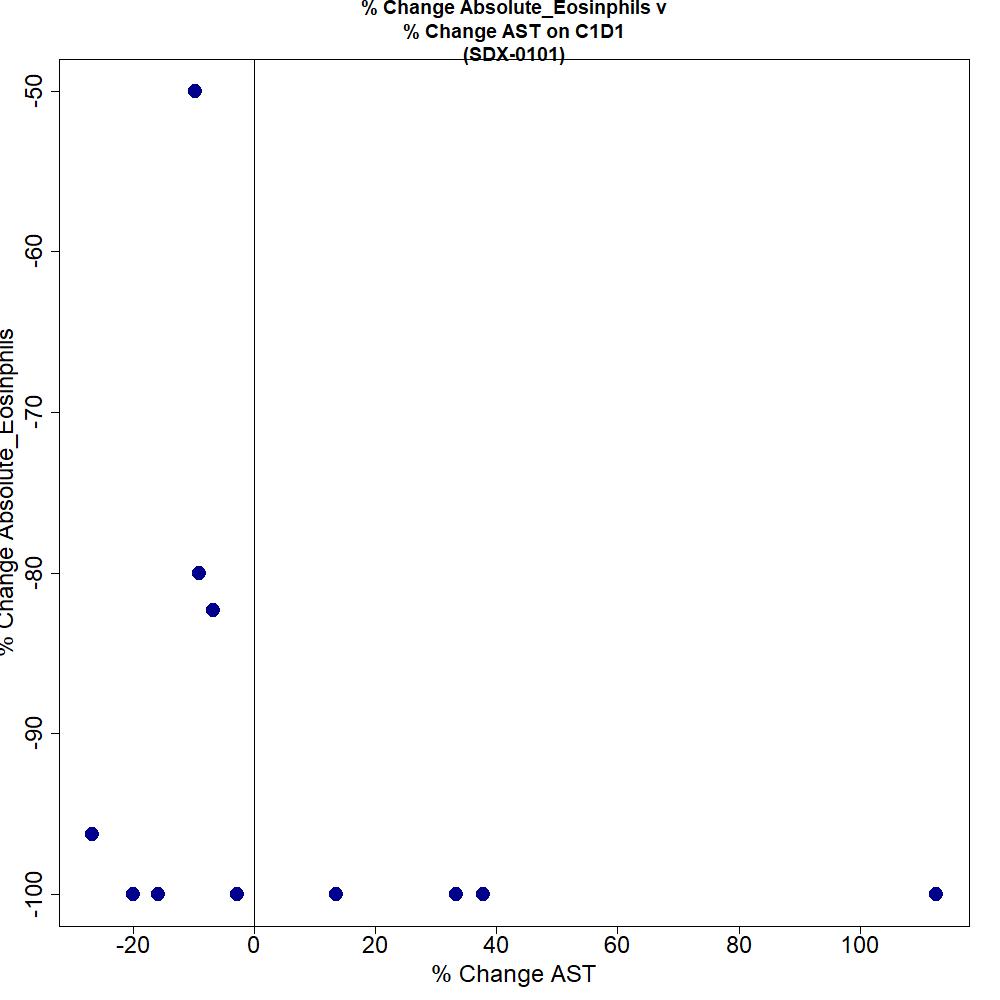 % Change Absolute_Eosinphils v
% Change AST on C1D1
(SDX-0101)
% Change Absolute_Eosinphils
-50
-60
-70
-80
-90
-100
-20 0 20 40 60 80 100
% Change AST